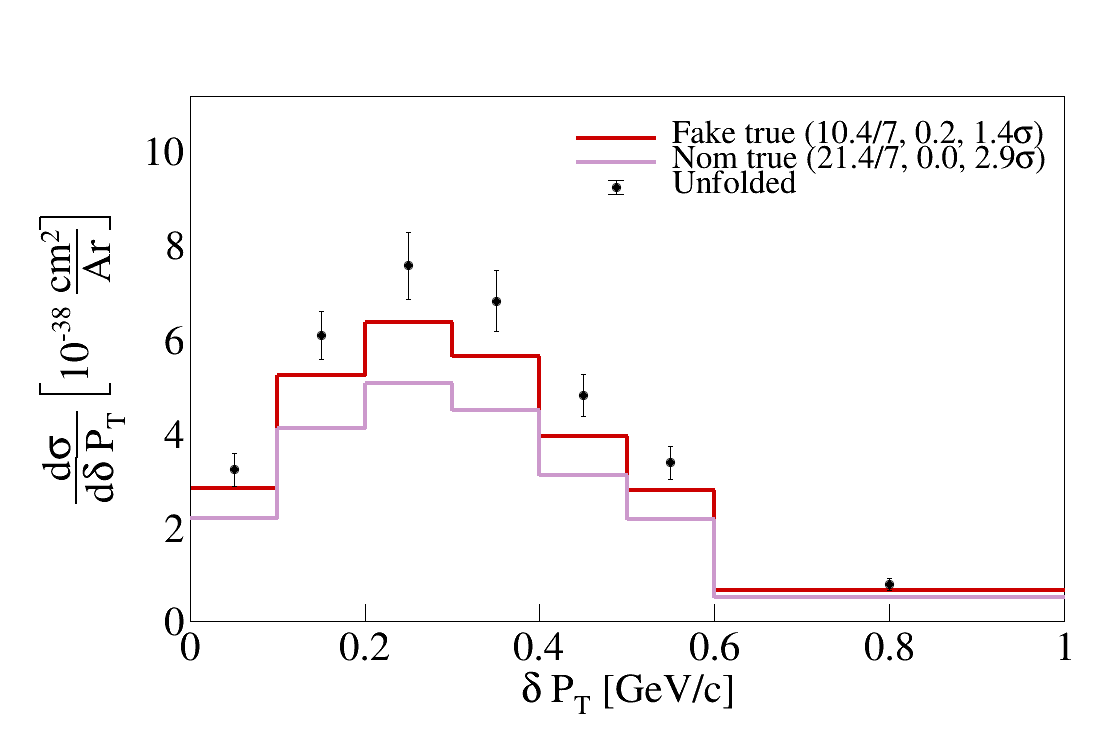 Fake true (10.4/7, 0.2, 1.4σ)
Nom true (21.4/7, 0.0, 2.9σ)
Unfolded
10
8
6
4
2
0
dσ/dδ P_T [10^-38 cm²/Ar]
0 0.2 0.4 0.6 0.8 1
δ P_T [GeV/c]